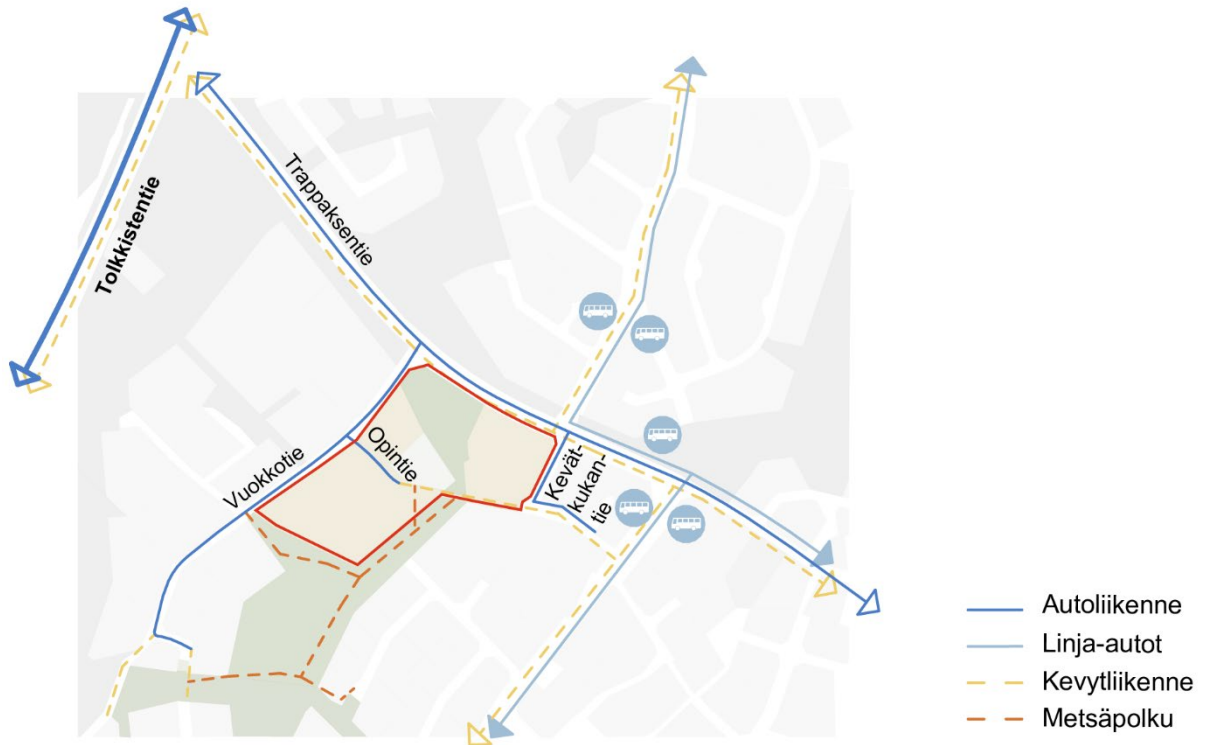 Tolkkistentie
Trappaksentie
Vuokkotie
Opintie
Kevät-
kukan-
tie
Autoliikenne
Linja-autot
Kevytliikenne
Metsäpolku